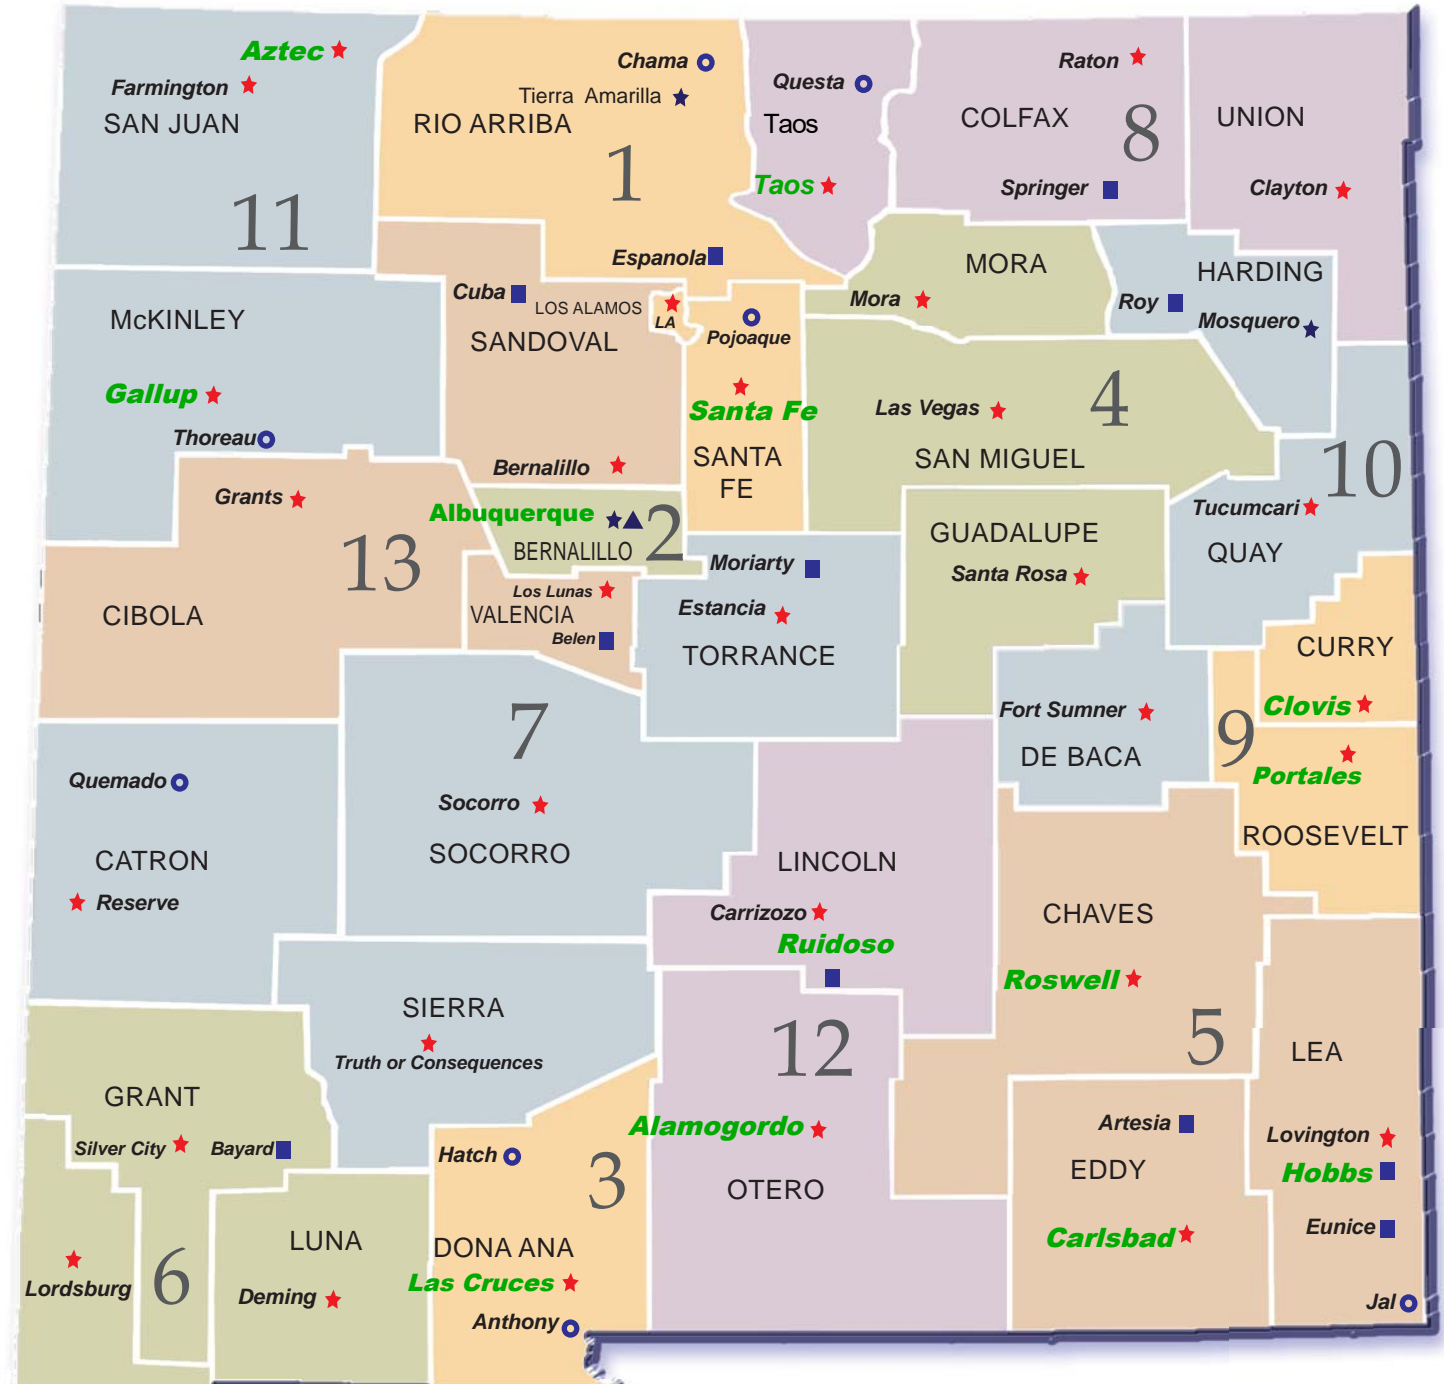 Aztec
Farmington
SAN JUAN
11
Chama
Tierra Amarilla
RIO ARRIBA
1
Espanola
Questa
Taos
Taos
Raton
COLFAX
8
Springer
UNION
Clayton
McKINLEY
Gallup
Thoreau
Cuba
LOS ALAMOS
LA
SANDOVAL
Bernalillo
Pojoaque
Santa Fe
SANTA
FE
MORA
Mora
HARDING
Roy
Mosquero
Las Vegas
4
SAN MIGUEL
10
Tucumcari
QUAY
Grants
13
CIBOLA
Albuquerque
2
BERNALILLO
Los Lunas
VALENCIA
Belen
Moriarty
Estancia
TORRANCE
GUADALUPE
Santa Rosa
CURRY
Clovis
9
Portales
ROOSEVELT
Fort Sumner
DE BACA
7
Socorro
SOCORRO
Quemado
CATRON
Reserve
LINCOLN
Carrizozo
Ruidoso
CHAVES
Roswell
5
SIERRA
Truth or Consequences
12
Alamogordo
OTERO
LEA
Lovington
Hobbs
Eunice
Jal
Artesia
EDDY
Carlsbad
GRANT
Silver City
Bayard
6
Lordsburg
LUNA
Deming
Hatch
3
DONA ANA
Las Cruces
Anthony